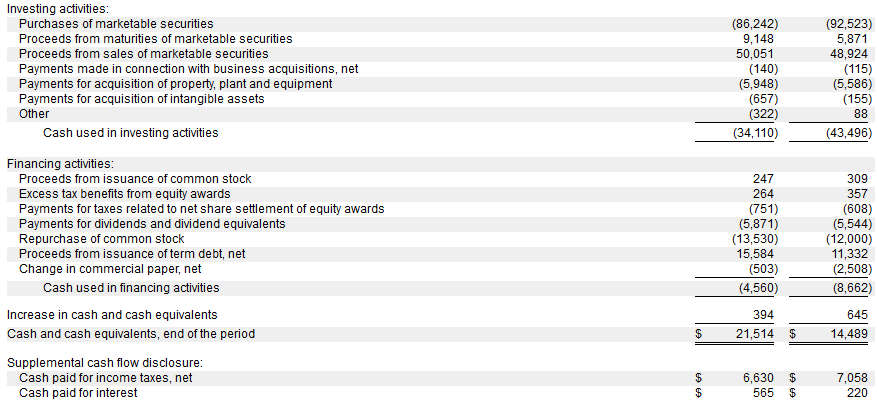 Investing activities:
Purchases of marketable securities (86,242) (92,523)
Proceeds from maturities of marketable securities 9,148 5,871
Proceeds from sales of marketable securities 50,051 48,924
Payments made in connection with business acquisitions, net (140) (115)
Payments for acquisition of property, plant and equipment (5,948) (5,586)
Payments for acquisition of intangible assets (657) (155)
Other (322) 88
Cash used in investing activities (34,110) (43,496)
Financing activities:
Proceeds from issuance of common stock 247 309
Excess tax benefits from equity awards 264 357
Payments for taxes related to net share settlement of equity awards (751) (608)
Payments for dividends and dividend equivalents (5,871) (5,544)
Repurchase of common stock (13,530) (12,000)
Proceeds from issuance of term debt, net 15,584 11,332
Change in commercial paper, net (503) (2,508)
Cash used in financing activities (4,560) (8,662)
Increase in cash and cash equivalents 394 645
Cash and cash equivalents, end of the period $ 21,514 $ 14,489
Supplemental cash flow disclosure:
Cash paid for income taxes, net $ 6,630 $ 7,058
Cash paid for interest $ 565 $ 220